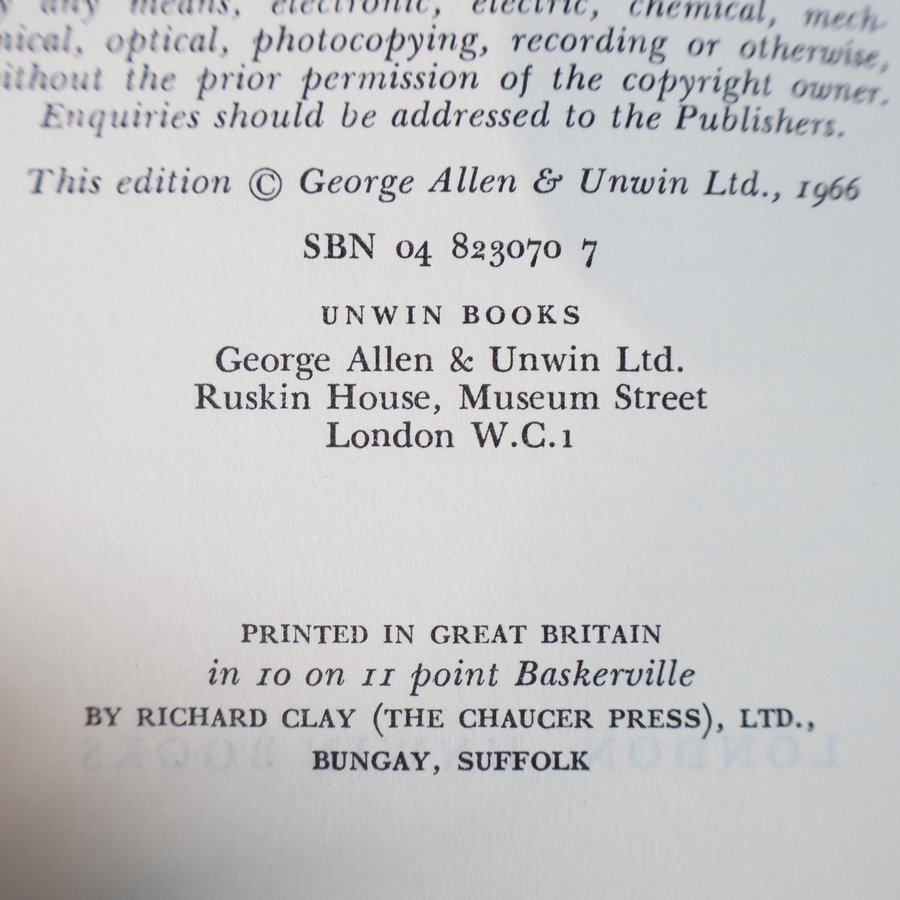 any means, electronic, electric, chemical, mech-
nical, optical, photocopying, recording or otherwise,
without the prior permission of the copyright owner.
Enquiries should be addressed to the Publishers.
This edition © George Allen & Unwin Ltd., 1966
SBN 04 823070 7
UNWIN BOOKS
George Allen & Unwin Ltd.
Ruskin House, Museum Street
London W.C.1
PRINTED IN GREAT BRITAIN
in 10 on 11 point Baskerville
BY RICHARD CLAY (THE CHAUCER PRESS), LTD.,
BUNGAY, SUFFOLK